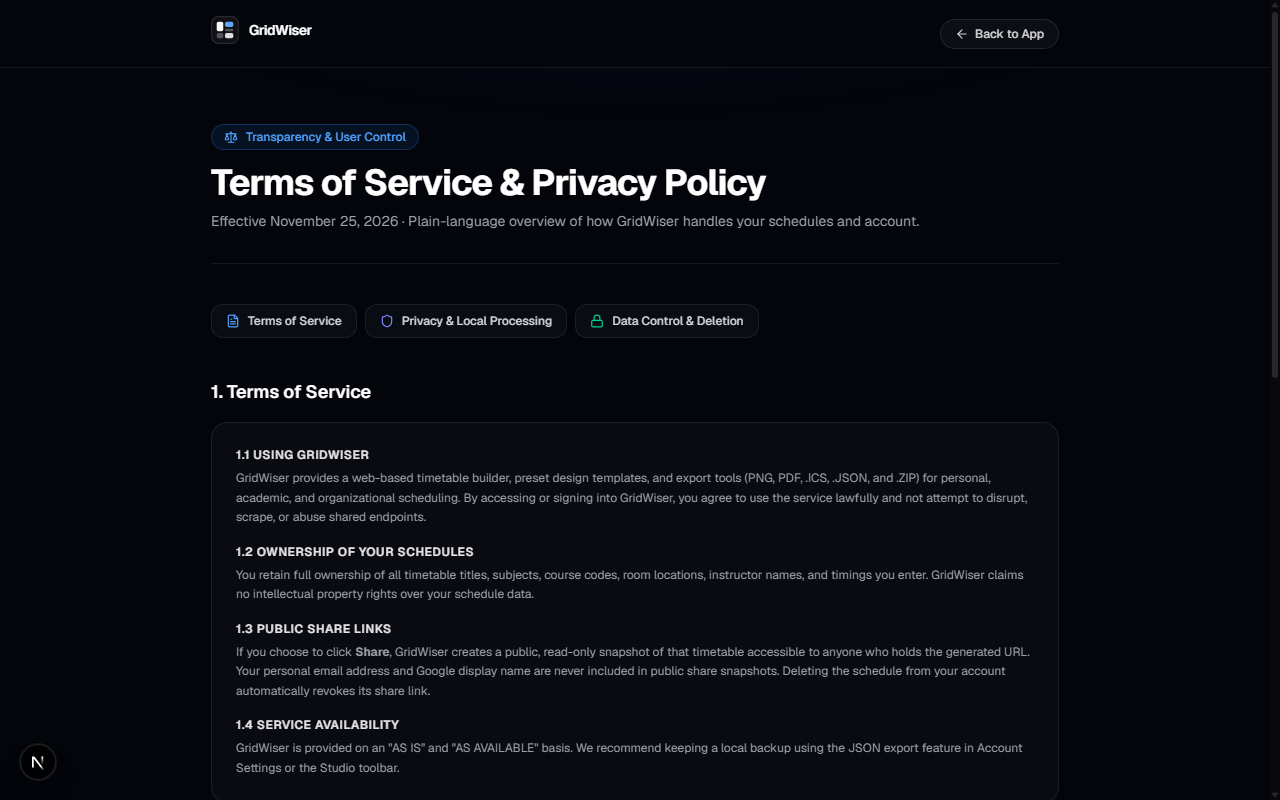 GridWiser
Back to App
Transparency & User Control
Terms of Service & Privacy Policy
Effective November 25, 2026 · Plain-language overview of how GridWiser handles your schedules and account.
Terms of Service
Privacy & Local Processing
Data Control & Deletion
1. Terms of Service
1.1 USING GRIDWISER
GridWiser provides a web-based timetable builder, preset design templates, and export tools (PNG, PDF, .ICS, .JSON, and .ZIP) for personal,
academic, and organizational scheduling. By accessing or signing into GridWiser, you agree to use the service lawfully and not attempt to disrupt,
scrape, or abuse shared endpoints.
1.2 OWNERSHIP OF YOUR SCHEDULES
You retain full ownership of all timetable titles, subjects, course codes, room locations, instructor names, and timings you enter. GridWiser claims
no intellectual property rights over your schedule data.
1.3 PUBLIC SHARE LINKS
If you choose to click Share, GridWiser creates a public, read-only snapshot of that timetable accessible to anyone who holds the generated URL.
Your personal email address and Google display name are never included in public share snapshots. Deleting the schedule from your account
automatically revokes its share link.
1.4 SERVICE AVAILABILITY
GridWiser is provided on an "AS IS" and "AS AVAILABLE" basis. We recommend keeping a local backup using the JSON export feature in Account
Settings or the Studio toolbar.
N